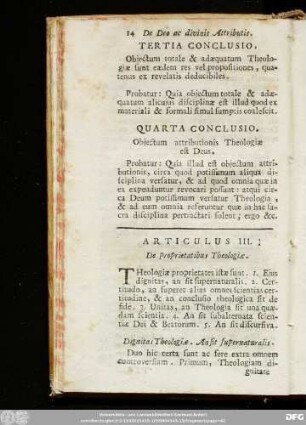 14 De Deo ac divinis Attributis.
TERTIA CONCLUSIO.
Objectum totale & adæquatum Theolo-
giæ sunt eædem res vel propositiones, qua-
tenus ex revelatis deducibiles.
Probatur: Quia objectum totale & adæ-
quatum alicujus disciplinæ est illud quod ex
materiali & formali simul sumptis coalescit.
QUARTA CONCLUSIO.
Objectum attributionis Theologiæ
est Deus.
Probatur: Quia illud est objectum attri-
butionis, circa quod potissimum aliqua di-
sciplina versatur, & ad quod omnia quæ in
ea expenduntur revocari possunt: atqui cir-
ca Deum potissimum versatur Theologia,
& ad eum omnia referuntur quæ in hac sa-
cra disciplina pertractari solent; ergo &c.
ARTICULUS III.
De proprietatibus Theologiæ.
THeologiæ proprietates istæ sunt. 1. Ejus
dignitas, an sit supernaturalis. 2. Cer-
titudo, an superet alias omnes scientias cer-
titudine, & an conclusio theologica sit de
fide. 3. Unitas, an Theologia sit una quæ-
dam scientia. 4. An sit subalternata scien-
tiæ Dei & Beatorum. 5. An sit discursiva.
Dignitas Theologiæ. An sit supernaturalis.
Duo hic certa sunt ac fere extra omnem
controversiam. Primum, Theologiam di-
gnitate
DFG